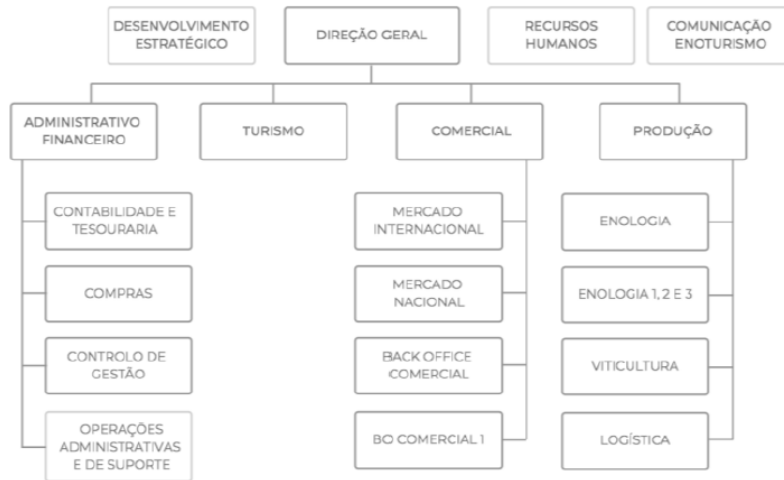 DESENVOLVIMENTO
ESTRATÉGICO
DIREÇÃO GERAL
RECURSOS
HUMANOS
COMUNICAÇÃO
ENOTURISMO
ADMINISTRATIVO
FINANCEIRO
TURISMO
COMERCIAL
PRODUÇÃO
CONTABILIDADE E
TESOURARIA
COMPRAS
CONTROLO DE
GESTÃO
OPERAÇÕES
ADMINISTRATIVAS
E DE SUPORTE
MERCADO
INTERNACIONAL
MERCADO
NACIONAL
BACK OFFICE
COMERCIAL
BO COMERCIAL 1
ENOLOGIA
ENOLOGIA 1, 2 E 3
VITICULTURA
LOGÍSTICA